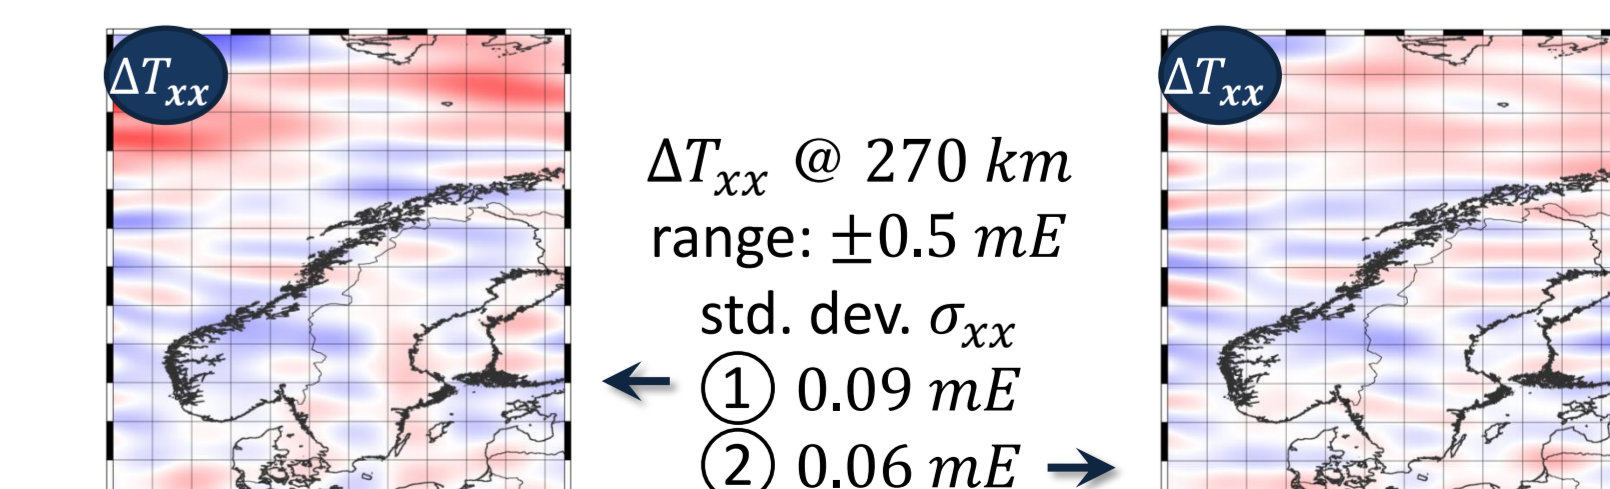 ΔTxx
ΔTxx @ 270 km
range: ±0.5 mE
std. dev. σxx
① 0.09 mE
② 0.06 mE
ΔTxx